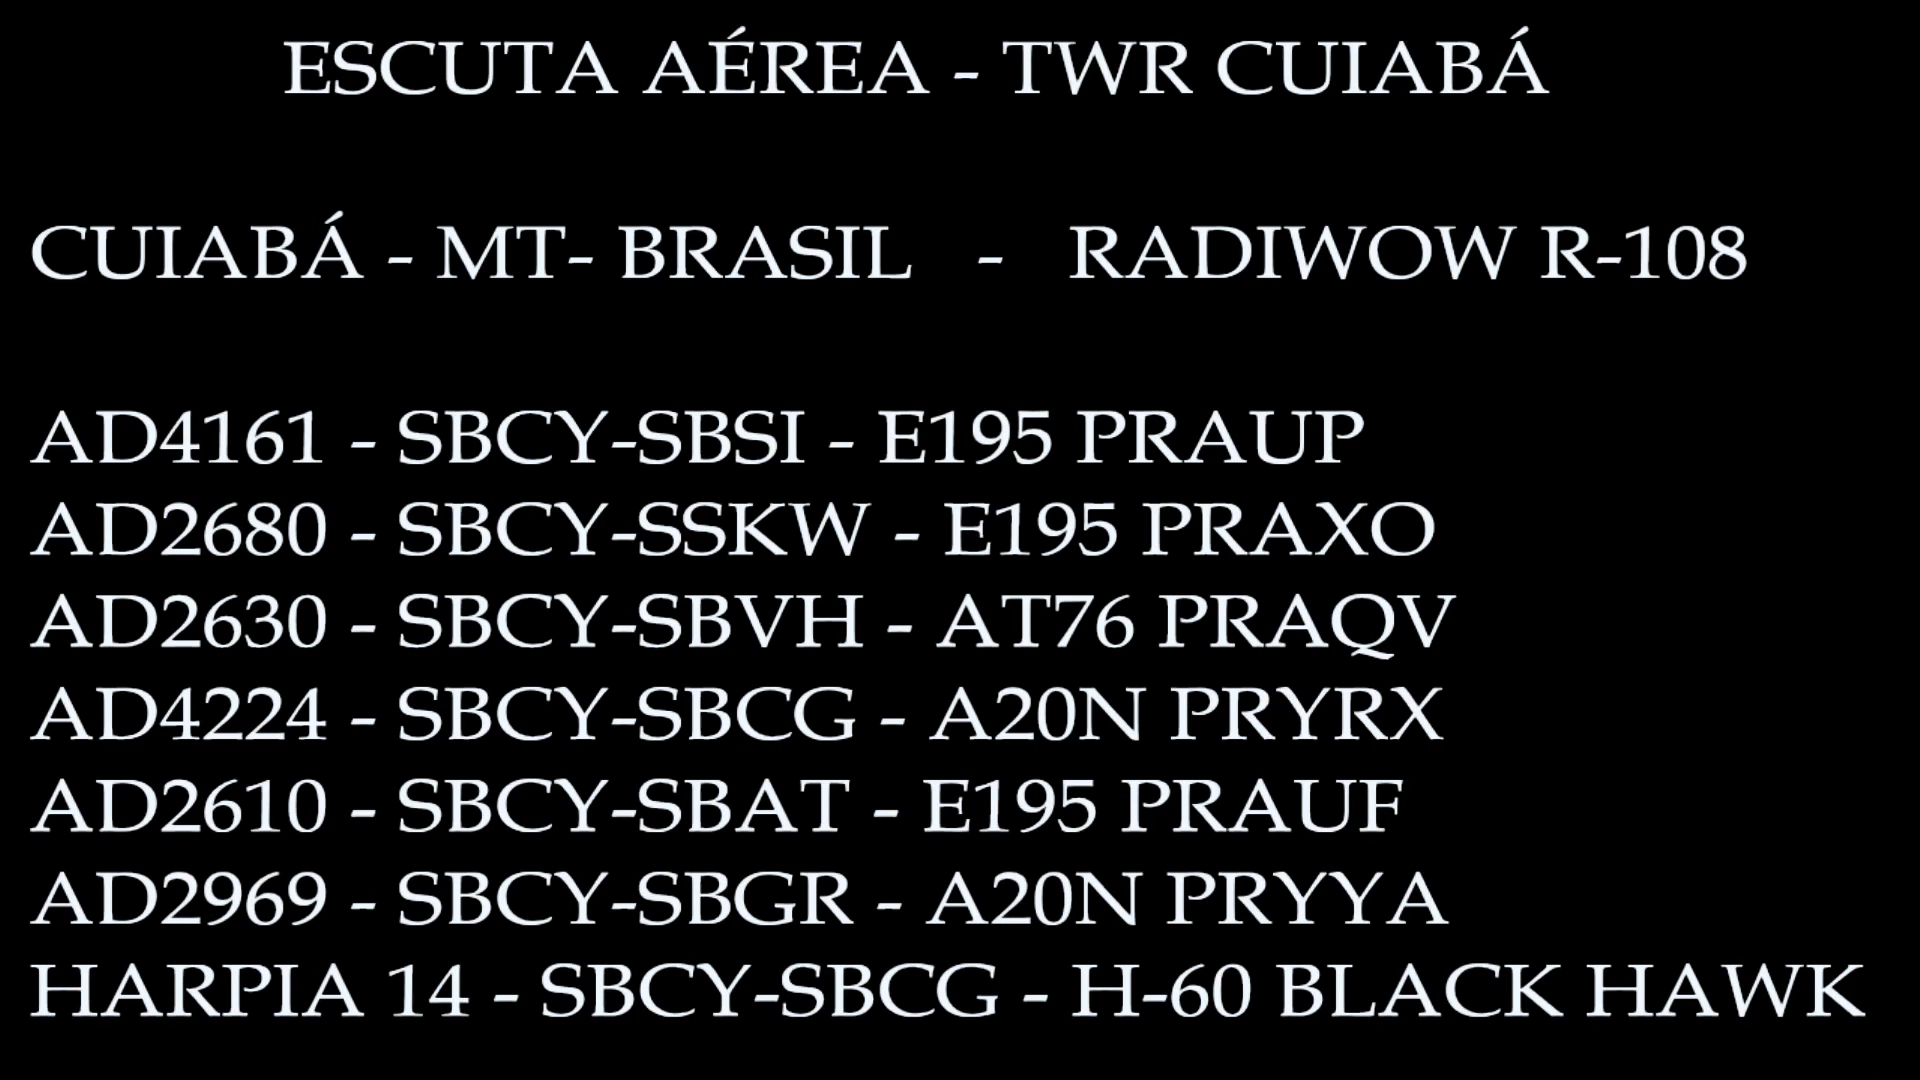 ESCUTA AÉREA - TWR CUIABÁ
CUIABÁ - MT- BRASIL - RADIWOW R-108
AD4161 - SBCY-SBSI - E195 PRAUP
AD2680 - SBCY-SSKW - E195 PRAXO
AD2630 - SBCY-SBVH - AT76 PRAQV
AD4224 - SBCY-SBCG - A20N PRYRX
AD2610 - SBCY-SBAT - E195 PRAUF
AD2969 - SBCY-SBGR - A20N PRYYA
HARPIA 14 - SBCY-SBCG - H-60 BLACK HAWK